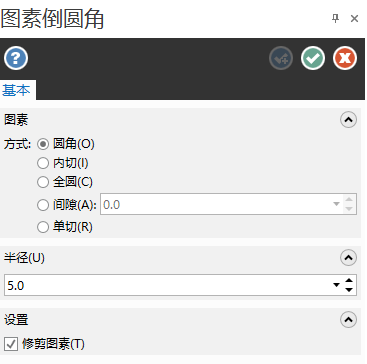 图素倒圆角
基本
图素
方式: 圆角(O)
内切(I)
全圆(C)
间隙(A): 0.0
单切(R)
半径(U)
5.0
设置
修剪图素(T)